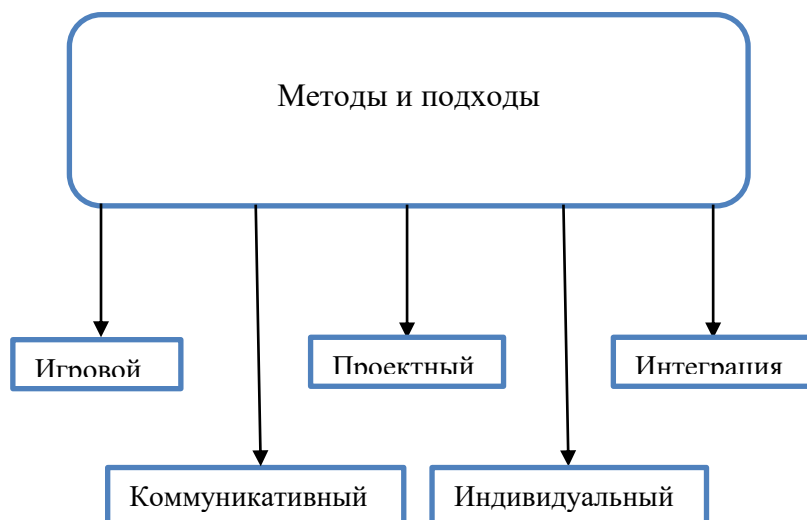 Методы и подходы
Игровой
Проектный
Интеграция
Коммуникативный
Индивидуальный